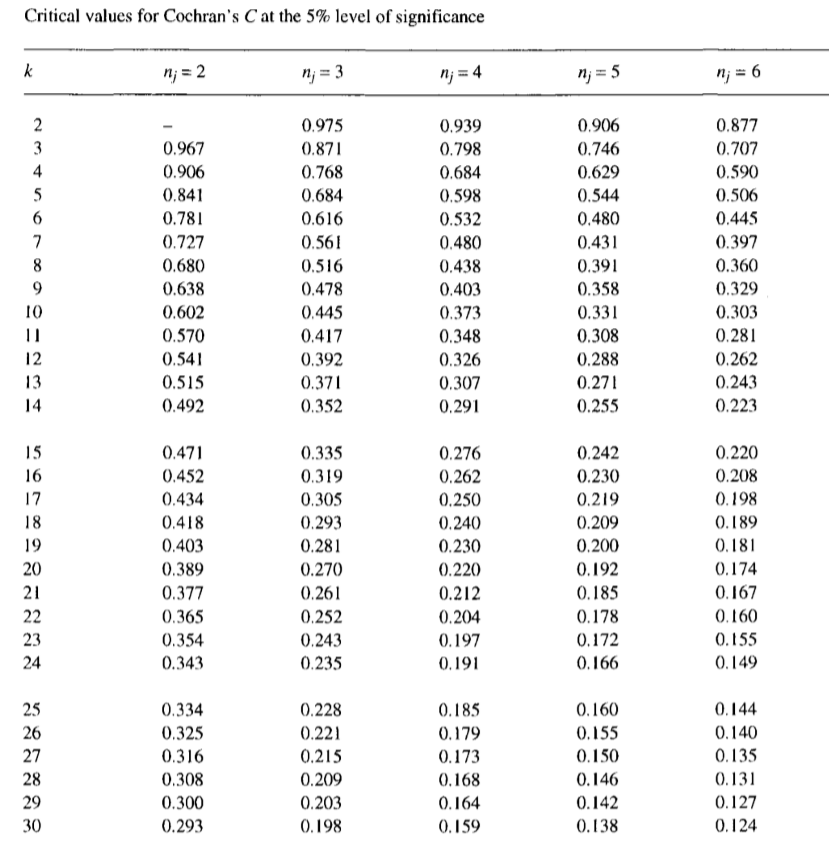 Critical values for Cochran's C at the 5% level of significance
k nj = 2 nj = 3 nj = 4 nj = 5 nj = 6
2 – 0.975 0.939 0.906 0.877
3 0.967 0.871 0.798 0.746 0.707
4 0.906 0.768 0.684 0.629 0.590
5 0.841 0.684 0.598 0.544 0.506
6 0.781 0.616 0.532 0.480 0.445
7 0.727 0.561 0.480 0.431 0.397
8 0.680 0.516 0.438 0.391 0.360
9 0.638 0.478 0.403 0.358 0.329
10 0.602 0.445 0.373 0.331 0.303
11 0.570 0.417 0.348 0.308 0.281
12 0.541 0.392 0.326 0.288 0.262
13 0.515 0.371 0.307 0.271 0.243
14 0.492 0.352 0.291 0.255 0.223
15 0.471 0.335 0.276 0.242 0.220
16 0.452 0.319 0.262 0.230 0.208
17 0.434 0.305 0.250 0.219 0.198
18 0.418 0.293 0.240 0.209 0.189
19 0.403 0.281 0.230 0.200 0.181
20 0.389 0.270 0.220 0.192 0.174
21 0.377 0.261 0.212 0.185 0.167
22 0.365 0.252 0.204 0.178 0.160
23 0.354 0.243 0.197 0.172 0.155
24 0.343 0.235 0.191 0.166 0.149
25 0.334 0.228 0.185 0.160 0.144
26 0.325 0.221 0.179 0.155 0.140
27 0.316 0.215 0.173 0.150 0.135
28 0.308 0.209 0.168 0.146 0.131
29 0.300 0.203 0.164 0.142 0.127
30 0.293 0.198 0.159 0.138 0.124